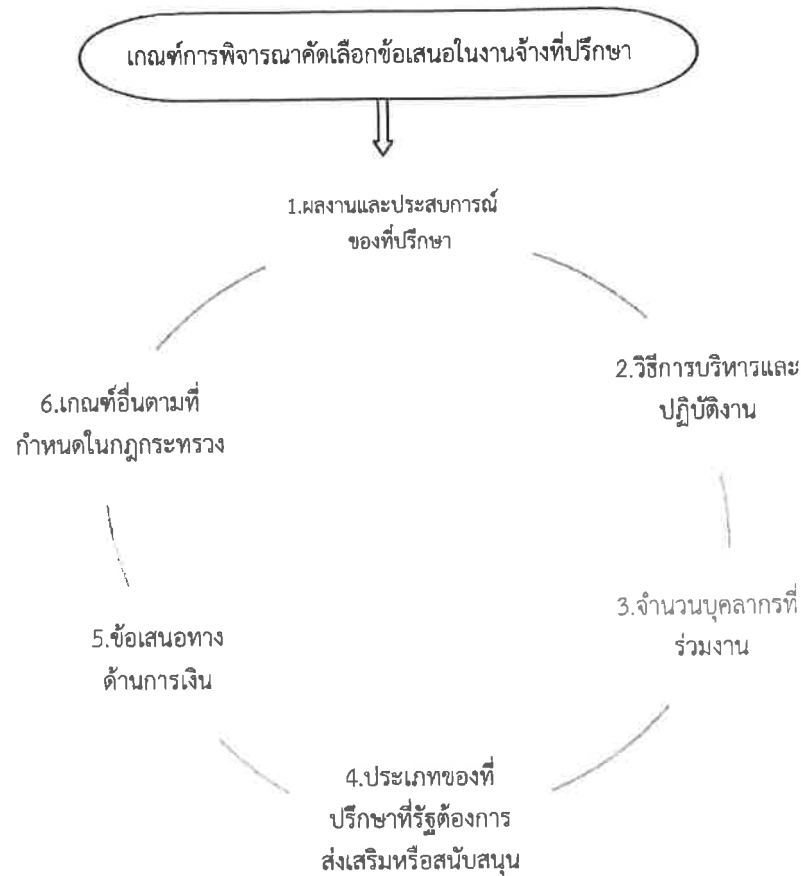 เกณฑ์การพิจารณาคัดเลือกข้อเสนอในงานจ้างที่ปรึกษา
1.ผลงานและประสบการณ์
ของที่ปรึกษา
2.วิธีการบริหารและ
ปฏิบัติงาน
3.จำนวนบุคลากรที่
ร่วมงาน
4.ประเภทของที่
ปรึกษาที่รัฐต้องการ
ส่งเสริมหรือสนับสนุน
5.ข้อเสนอทาง
ด้านการเงิน
6.เกณฑ์อื่นตามที่
กำหนดในกฎกระทรวง